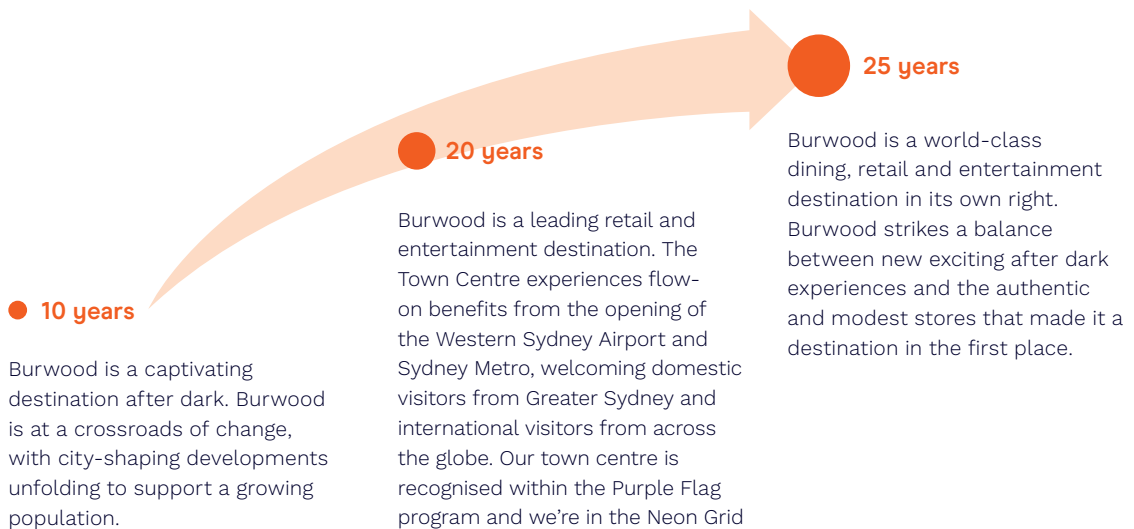 25 years
Burwood is a world-class
dining, retail and entertainment
destination in its own right.
Burwood strikes a balance
between new exciting after dark
experiences and the authentic
and modest stores that made it a
destination in the first place.
20 years
Burwood is a leading retail and
entertainment destination. The
Town Centre experiences flow-
on benefits from the opening of
the Western Sydney Airport and
Sydney Metro, welcoming domestic
visitors from Greater Sydney and
international visitors from across
the globe. Our town centre is
recognised within the Purple Flag
program and we’re in the Neon Grid
10 years
Burwood is a captivating
destination after dark. Burwood
is at a crossroads of change,
with city-shaping developments
unfolding to support a growing
population.